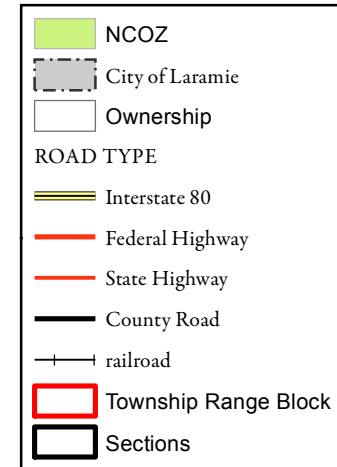 NCOZ
City of Laramie
Ownership
ROAD TYPE
Interstate 80
Federal Highway
State Highway
County Road
railroad
Township Range Block
Sections